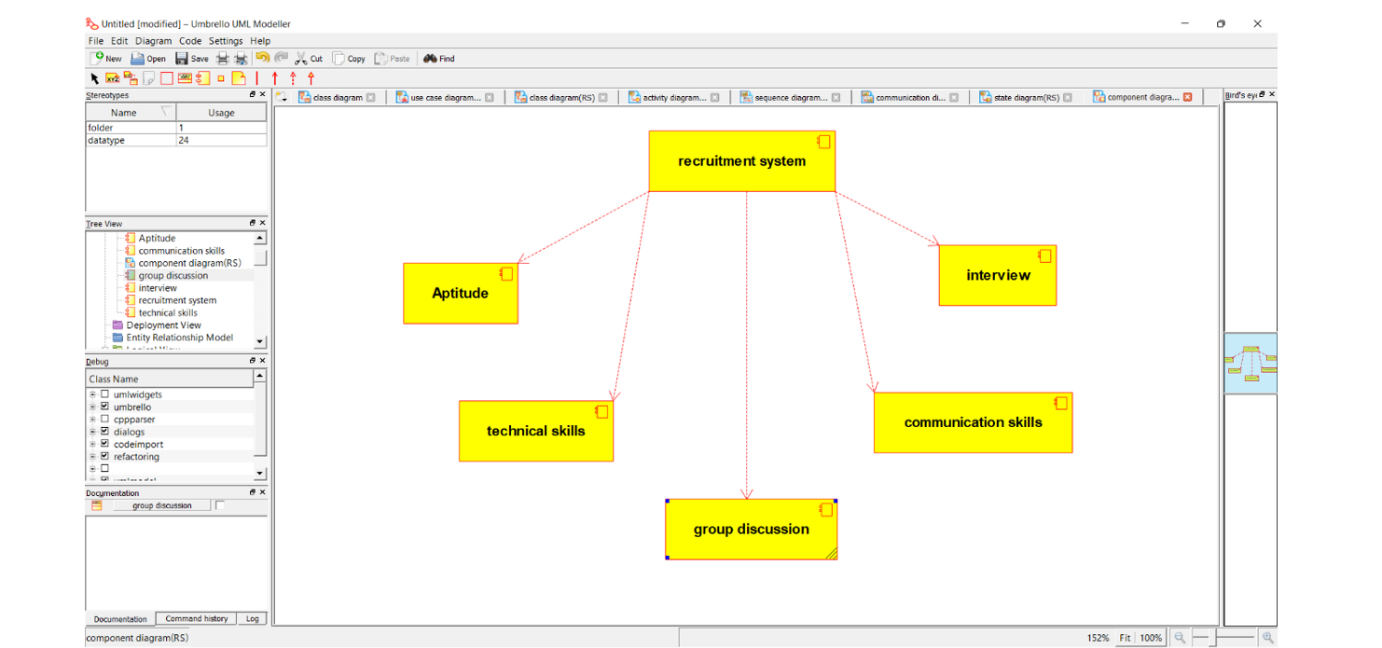 Untitled [modified] – Umbrello UML Modeller
File Edit Diagram Code Settings Help
New Open Save Cut Copy Paste Find
Stereotypes
class diagram use case diagram... class diagram(RS) activity diagram... sequence diagram... communication di... state diagram(RS) component diagra...
Bird's eye
Name Usage
folder 1
datatype 24
recruitment system
Tree View
Aptitude
communication skills
component diagram(RS)
group discussion
interview
recruitment system
technical skills
Deployment View
Entity Relationship Model
interview
Aptitude
Debug
Class Name
umlwidgets
umbrello
cppparser
dialogs
codeimport
refactoring
technical skills
communication skills
Documentation
group discussion
group discussion
Documentation Command history Log
component diagram(RS)
152% Fit 100%